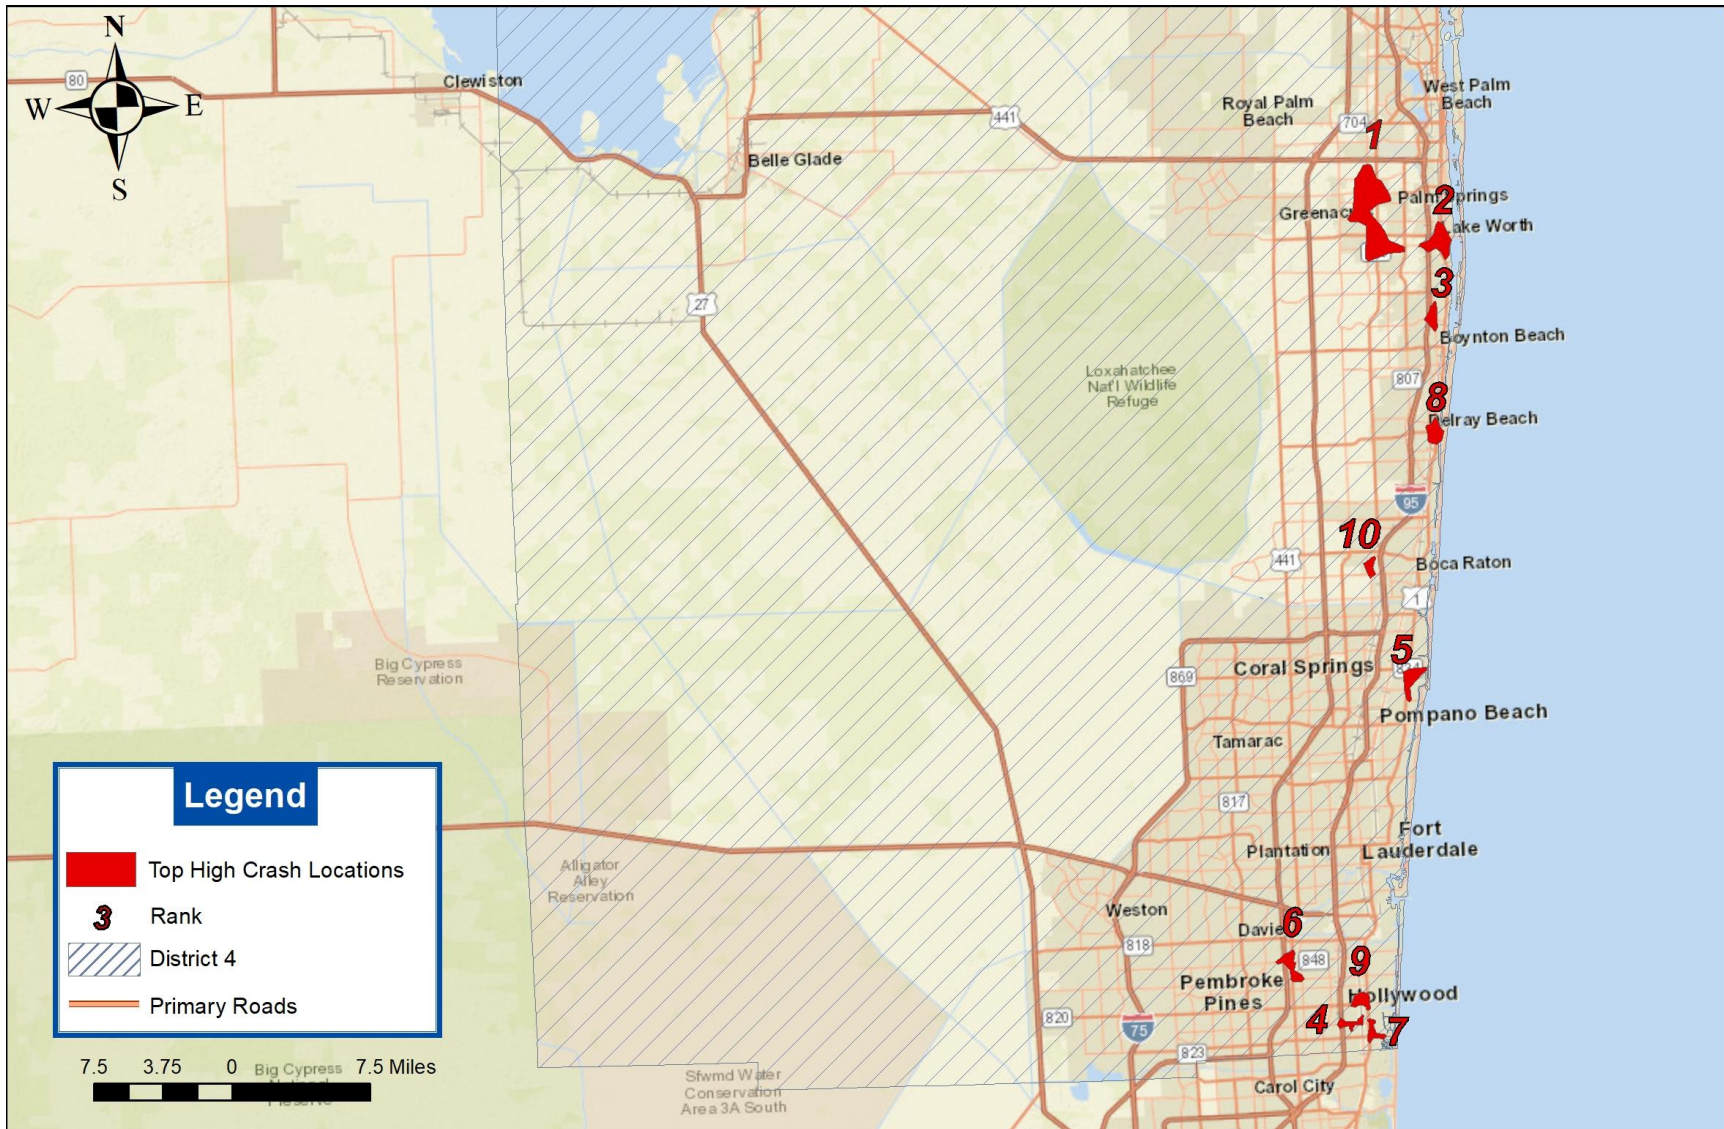 N
W
E
S
80
Clewiston
Belle Glade
441
27
Royal Palm
Beach
West Palm
Beach
704
1
Palm Springs
2
Greenac
Lake Worth
3
Boynton Beach
Loxahatchee
Nat'l Wildlife
Refuge
807
8
Delray Beach
95
10
441
Boca Raton
1
5
869
Coral Springs
Pompano Beach
Tamarac
817
Fort
Lauderdale
Plantation
Big Cypress
Reservation
Alligator
Alley
Reservation
Weston
6
Davie
818
848
9
Pembroke
Pines
Hollywood
820
75
4
7
823
Carol City
Sfwmd Water
Conservation
Area 3A South
Legend
Top High Crash Locations
3 Rank
District 4
Primary Roads
7.5 3.75 0 7.5 Miles
Big Cypress